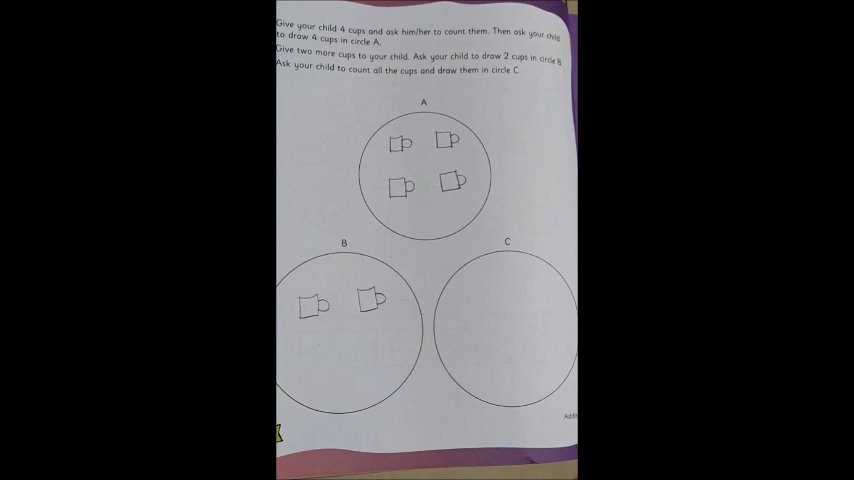 Give your child 4 cups and ask him/her to count them. Then ask your child
to draw 4 cups in circle A.
Give two more cups to your child. Ask your child to draw 2 cups in circle B.
Ask your child to count all the cups and draw them in circle C.
A
B
C